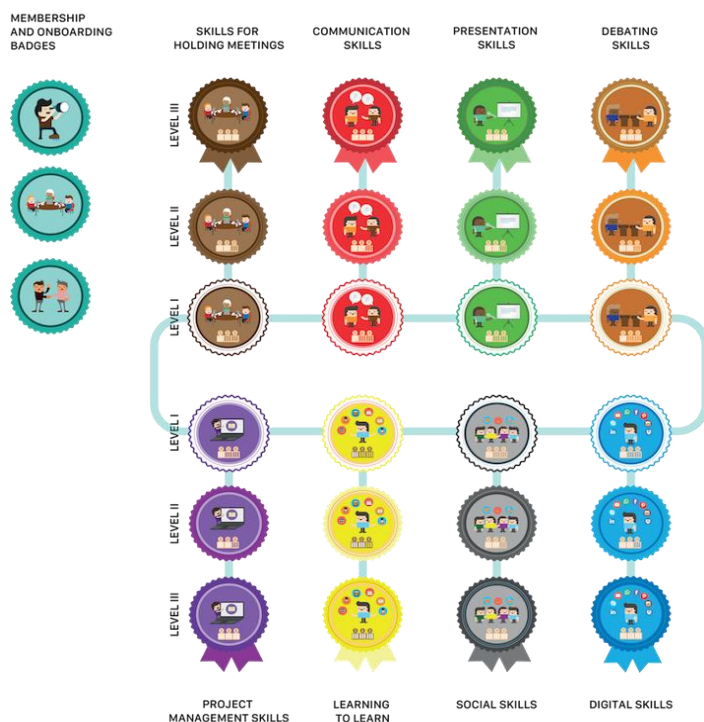 MEMBERSHIP
AND ONBOARDING
BADGES
SKILLS FOR
HOLDING MEETINGS
COMMUNICATION
SKILLS
PRESENTATION
SKILLS
DEBATING
SKILLS
LEVEL III
LEVEL II
LEVEL I
LEVEL I
LEVEL II
LEVEL III
PROJECT
MANAGEMENT SKILLS
LEARNING
TO LEARN
SOCIAL SKILLS
DIGITAL SKILLS